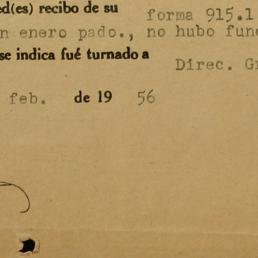 ed(es) recibo de su forma 915.1
n enero pado., no hubo fun
se indica fué turnado a
Direc. G
feb. de 19 56